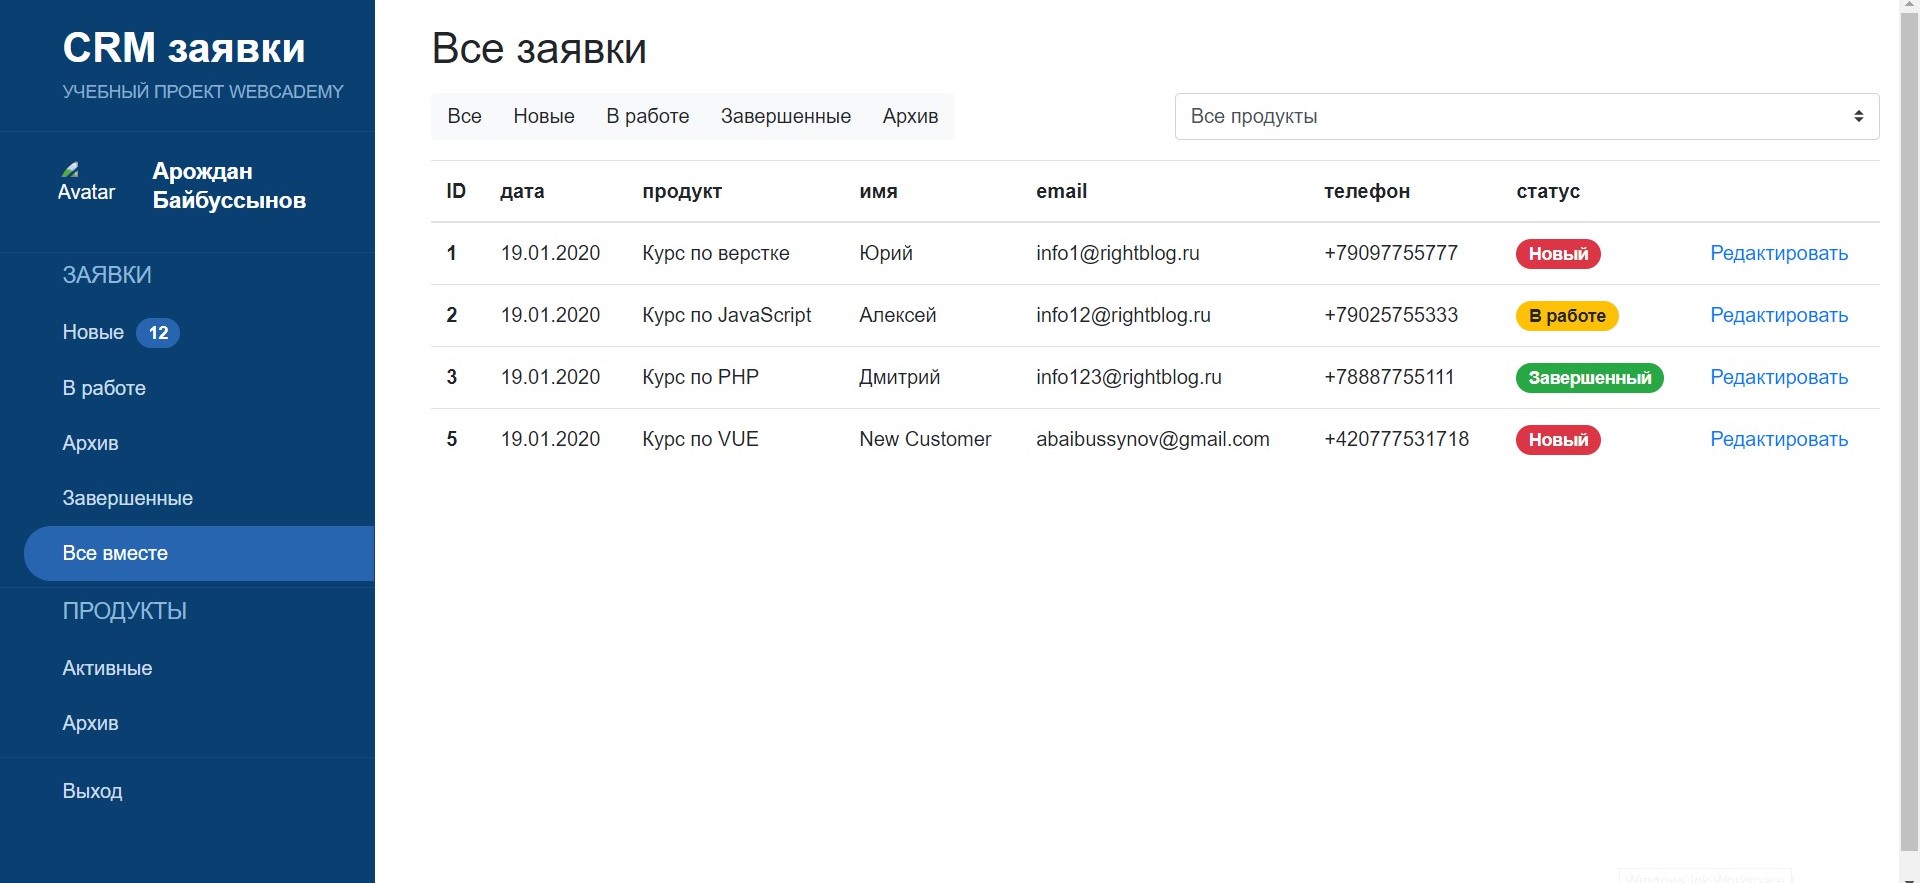 CRM заявки
УЧЕБНЫЙ ПРОЕКТ WEBCADEMY
Avatar
Арождан
Байбуссынов
ЗАЯВКИ
Новые 12
В работе
Архив
Завершенные
Все вместе
ПРОДУКТЫ
Активные
Архив
Выход
Все заявки
Все Новые В работе Завершенные Архив
Все продукты
ID дата продукт имя email телефон статус
1 19.01.2020 Курс по верстке Юрий info1@rightblog.ru +79097755777 Новый Редактировать
2 19.01.2020 Курс по JavaScript Алексей info12@rightblog.ru +79025755333 В работе Редактировать
3 19.01.2020 Курс по PHP Дмитрий info123@rightblog.ru +78887755111 Завершенный Редактировать
5 19.01.2020 Курс по VUE New Customer abaibussynov@gmail.com +420777531718 Новый Редактировать
Windows Ink Workspace